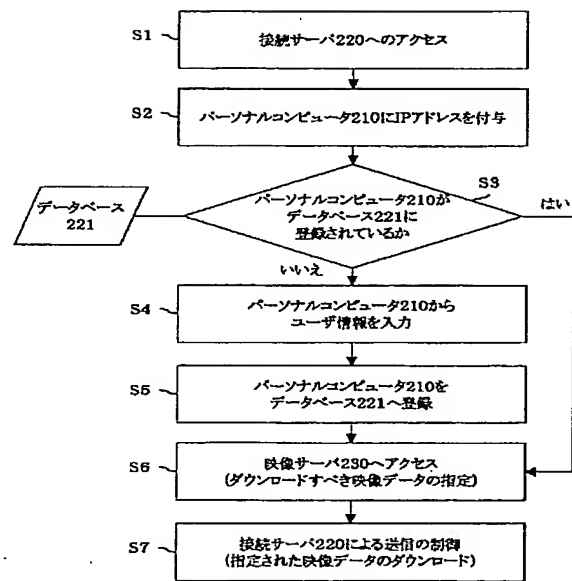 S1
接続サーバ220へのアクセス
S2
パーソナルコンピュータ210にIPアドレスを付与
S3
パーソナルコンピュータ210が
データベース221に
登録されているか
データベース
221
はい
いいえ
S4
パーソナルコンピュータ210から
ユーザ情報を入力
S5
パーソナルコンピュータ210を
データベース221へ登録
S6
映像サーバ230へアクセス
(ダウンロードすべき映像データの指定)
S7
接続サーバ220による送信の制御
(指定された映像データのダウンロード)